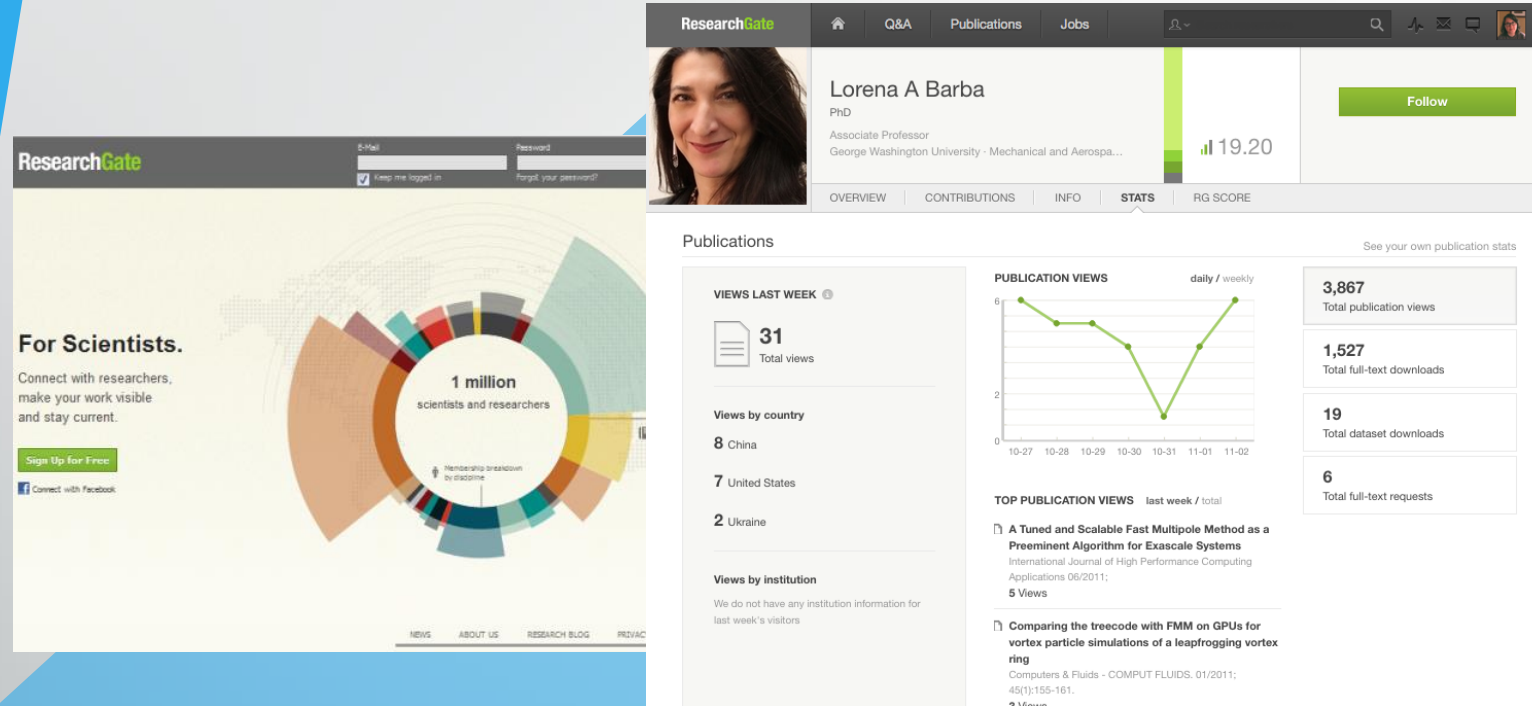 ResearchGate
E-Mail
Password
Keep me logged in
Forgot your password?
For Scientists.
Connect with researchers,
make your work visible
and stay current.
Sign Up for Free
Connect with Facebook
1 million
scientists and researchers
Membership breakdown
by discipline
NEWS
ABOUT US
RESEARCH BLOG
PRIVAC
ResearchGate
Q&A
Publications
Jobs
Lorena A Barba
PhD
Associate Professor
George Washington University · Mechanical and Aerospa...
19.20
Follow
OVERVIEW
CONTRIBUTIONS
INFO
STATS
RG SCORE
Publications
See your own publication stats
VIEWS LAST WEEK
31
Total views
Views by country
8 China
7 United States
2 Ukraine
Views by institution
We do not have any institution information for
last week's visitors
PUBLICATION VIEWS
daily / weekly
6
2
0
10-27 10-28 10-29 10-30 10-31 11-01 11-02
TOP PUBLICATION VIEWS last week / total
A Tuned and Scalable Fast Multipole Method as a
Preeminent Algorithm for Exascale Systems
International Journal of High Performance Computing
Applications 06/2011;
5 Views
Comparing the treecode with FMM on GPUs for
vortex particle simulations of a leapfrogging vortex
ring
Computers & Fluids - COMPUT FLUIDS. 01/2011;
45(1):155-161.
Views
3,867
Total publication views
1,527
Total full-text downloads
19
Total dataset downloads
6
Total full-text requests